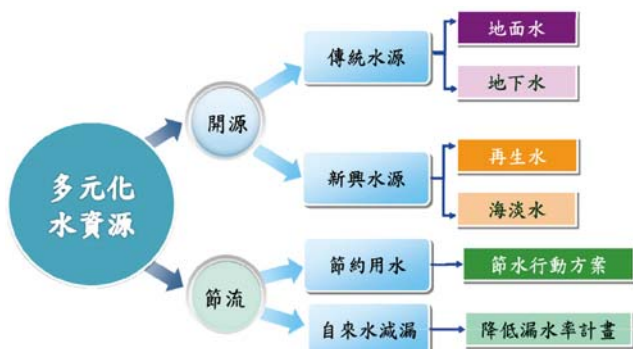 多元化
水資源
開源
傳統水源
地面水
地下水
新興水源
再生水
海淡水
節流
節約用水
節水行動方案
自來水減漏
降低漏水率計畫